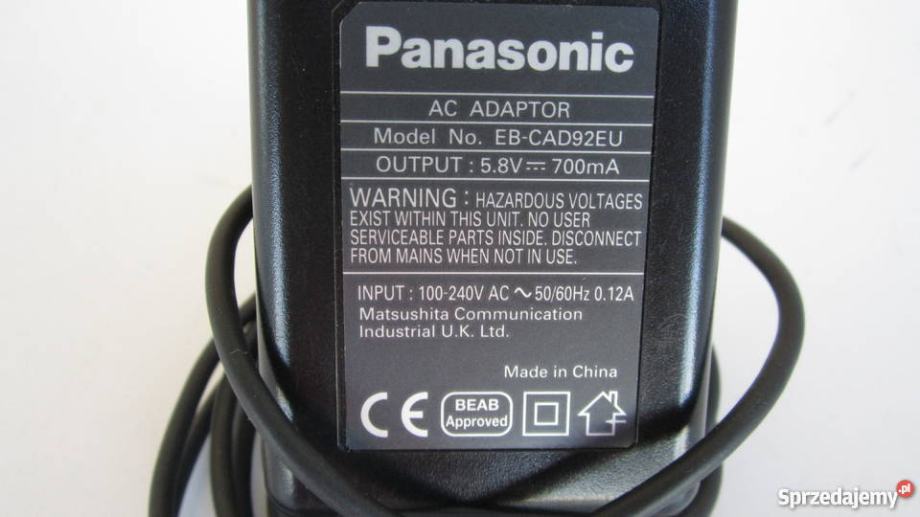 Panasonic
AC ADAPTOR
Model No. EB-CAD92EU
OUTPUT : 5.8V⎓ 700mA
WARNING : HAZARDOUS VOLTAGES
EXIST WITHIN THIS UNIT. NO USER
SERVICEABLE PARTS INSIDE. DISCONNECT
FROM MAINS WHEN NOT IN USE.
INPUT : 100-240V AC ~ 50/60Hz 0.12A
Matsushita Communication
Industrial U.K. Ltd.
Made in China
CE
BEAB
Approved
Sprzedajemy.pl